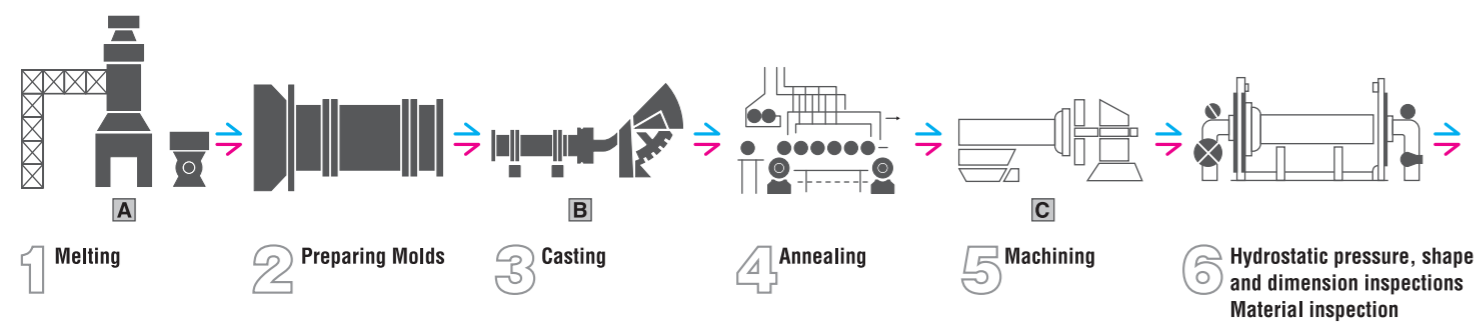 A
B
C
1 Melting
2 Preparing Molds
3 Casting
4 Annealing
5 Machining
6 Hydrostatic pressure, shape
and dimension inspections
Material inspection